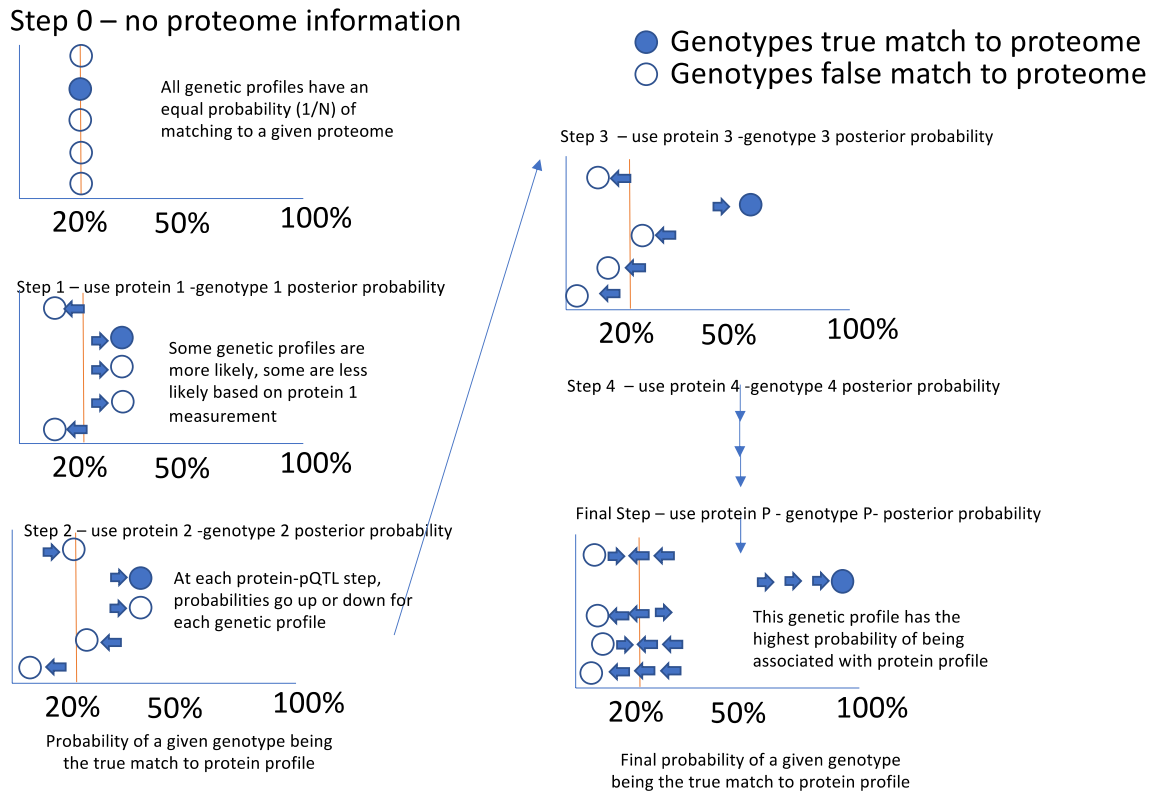 Step 0 – no proteome information
All genetic profiles have an
equal probability (1/N) of
matching to a given proteome
20% 50% 100%
Step 1 – use protein 1 -genotype 1 posterior probability
Some genetic profiles are
more likely, some are less
likely based on protein 1
measurement
20% 50% 100%
Step 2 – use protein 2 -genotype 2 posterior probability
At each protein-pQTL step,
probabilities go up or down for
each genetic profile
20% 50% 100%
Probability of a given genotype being
the true match to protein profile
Genotypes true match to proteome
Genotypes false match to proteome
Step 3 – use protein 3 -genotype 3 posterior probability
20% 50% 100%
Step 4 – use protein 4 -genotype 4 posterior probability
Final Step – use protein P - genotype P- posterior probability
This genetic profile has the
highest probability of being
associated with protein profile
20% 50% 100%
Final probability of a given genotype
being the true match to protein profile